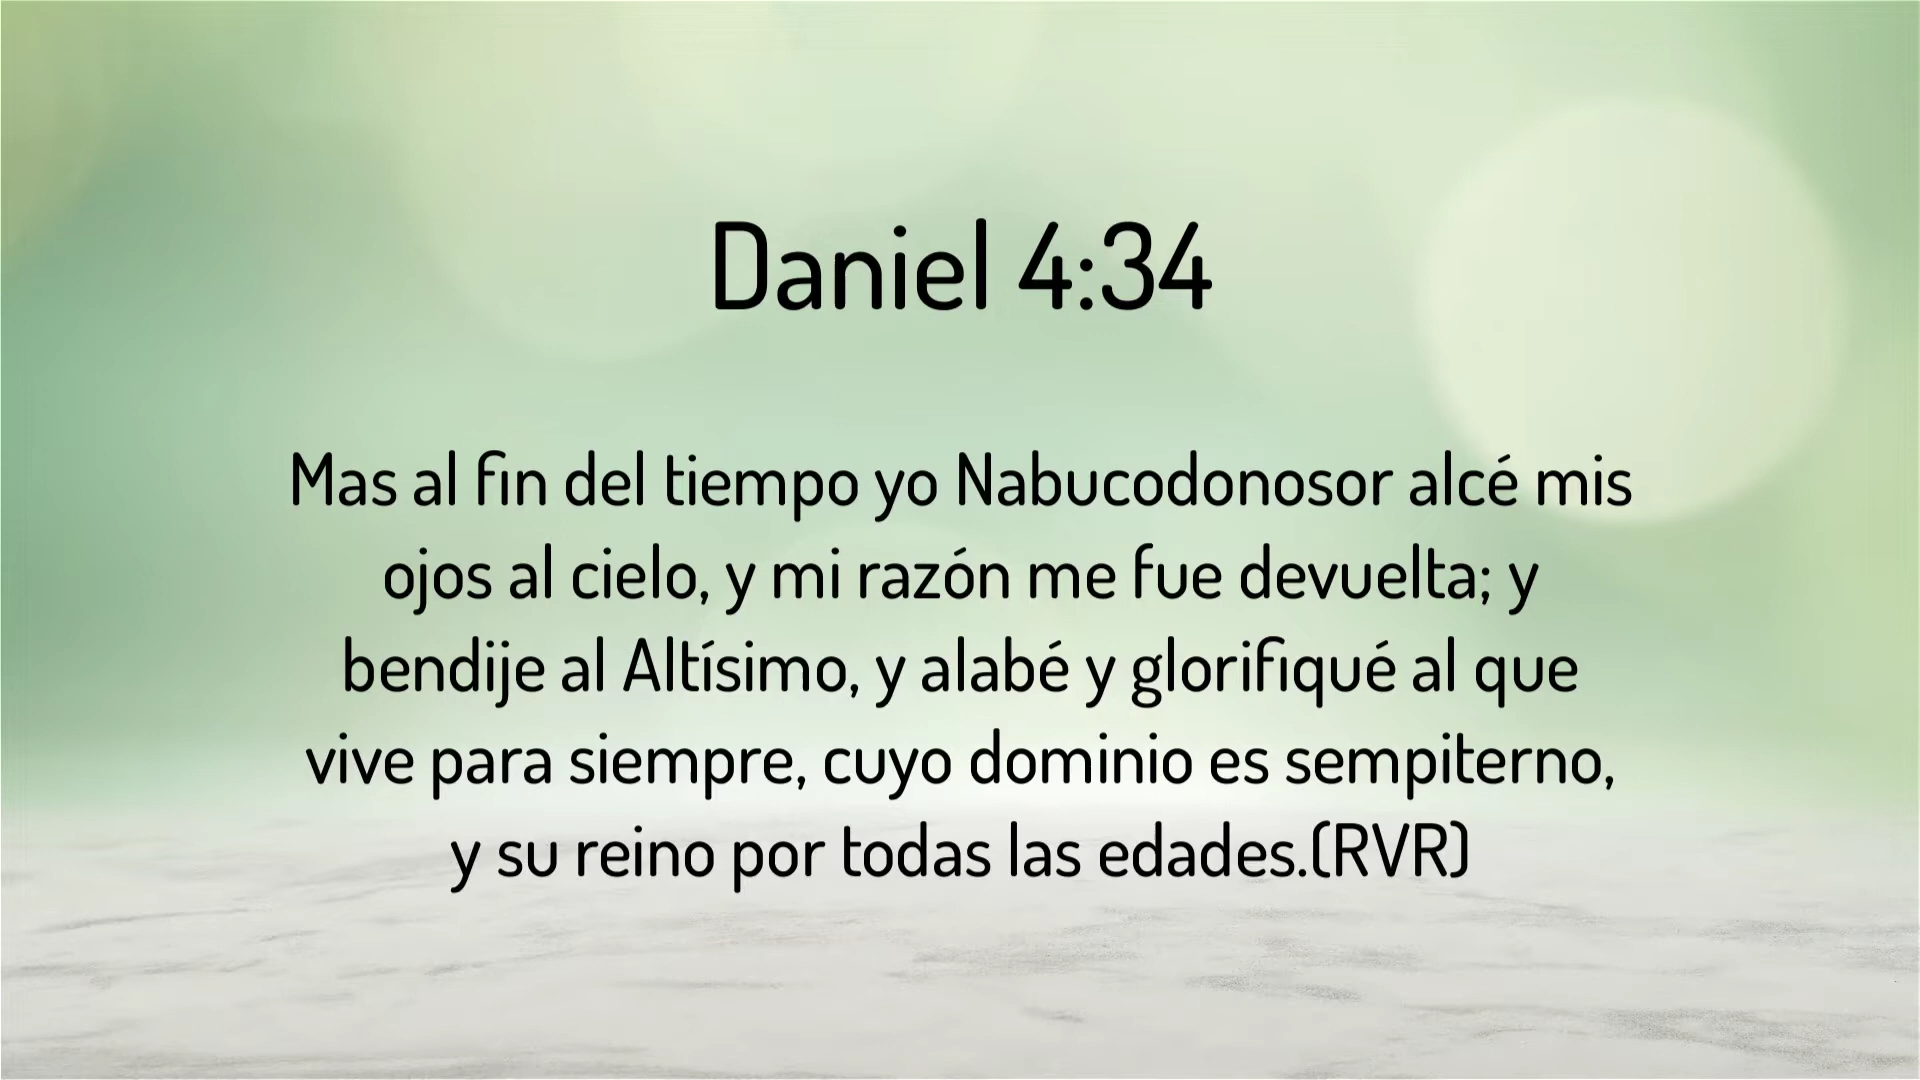 Daniel 4:34
Mas al fin del tiempo yo Nabucodonosor alcé mis
ojos al cielo, y mi razón me fue devuelta; y
bendije al Altísimo, y alabé y glorifiqué al que
vive para siempre, cuyo dominio es sempiterno,
y su reino por todas las edades.(RVR)